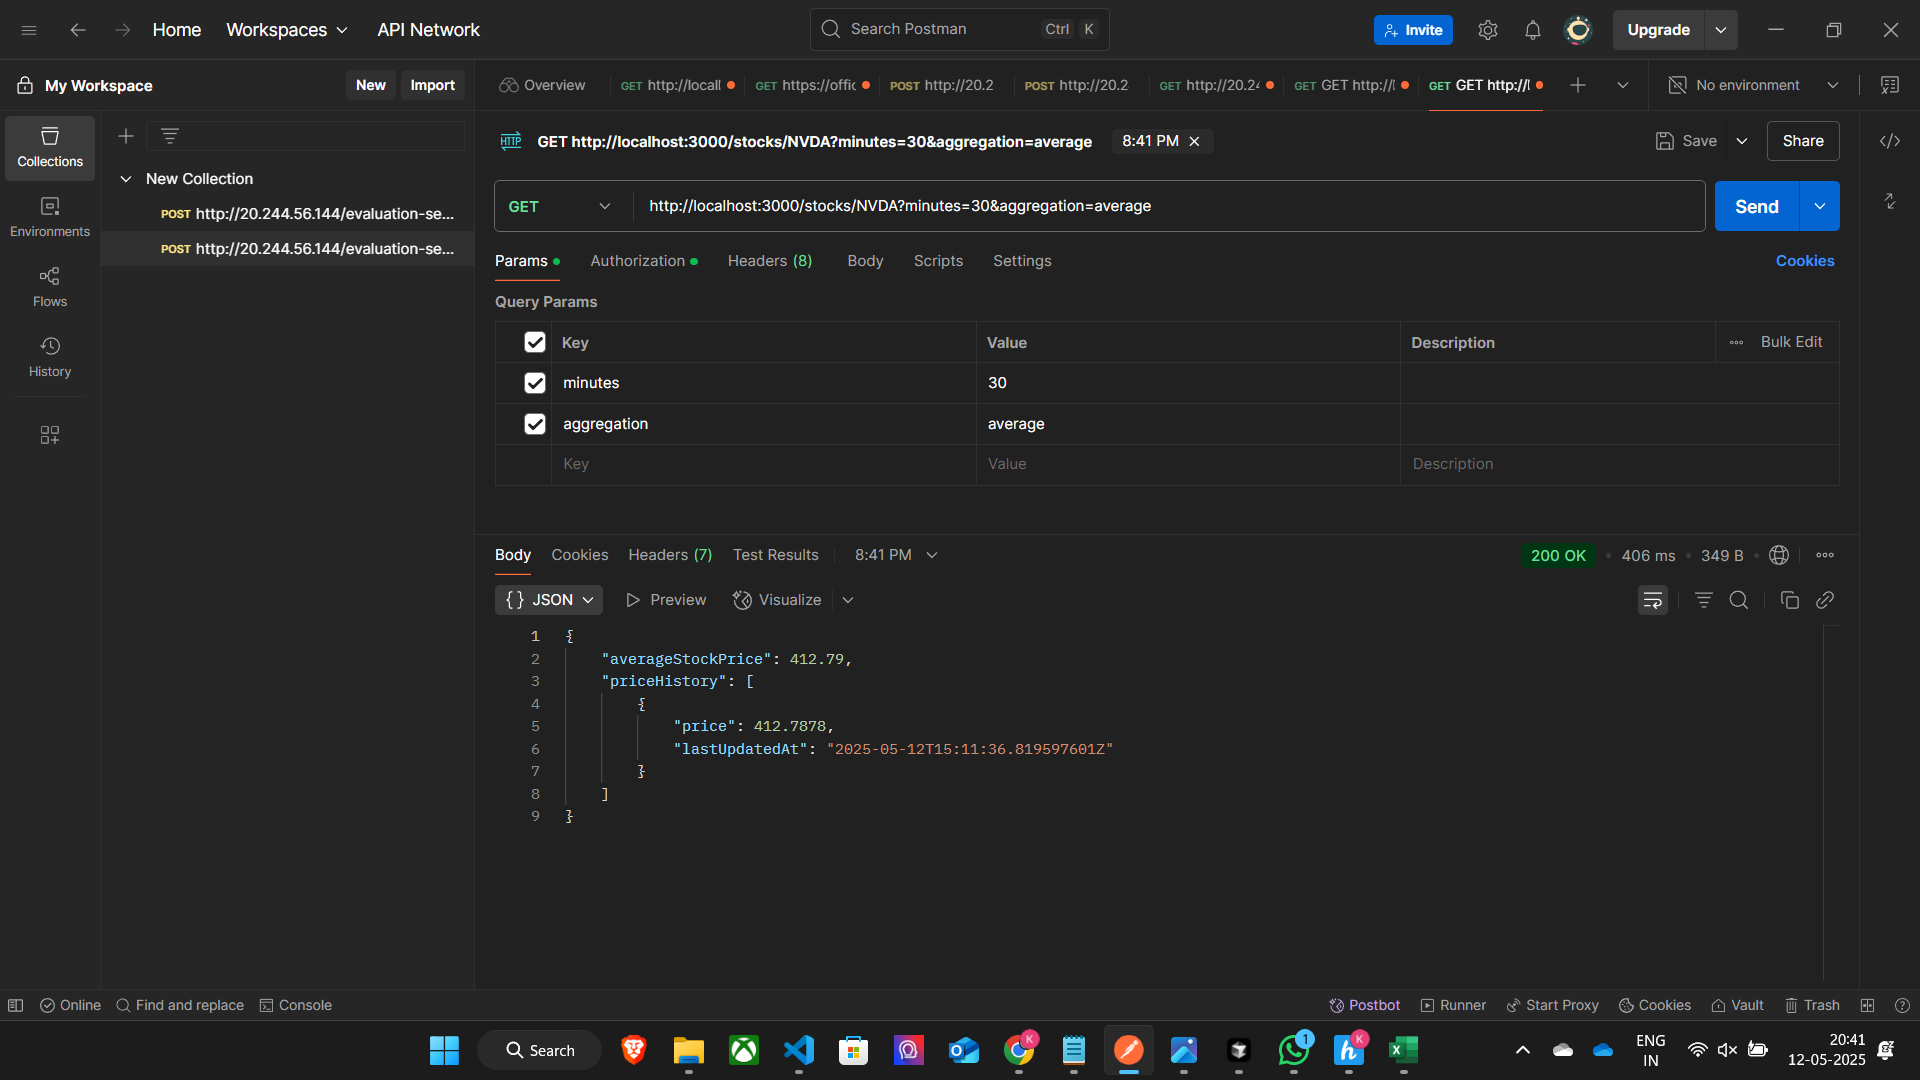 Home
Workspaces
API Network
Search Postman
Ctrl
K
Invite
Upgrade
My Workspace
New
Import
Overview
GET http://locall
GET https://offic
POST http://20.2
POST http://20.2
GET http://20.24
GET GET http://
GET GET http://
No environment
Collections
Environments
Flows
History
New Collection
POST http://20.244.56.144/evaluation-se...
POST http://20.244.56.144/evaluation-se...
HTTP GET http://localhost:3000/stocks/NVDA?minutes=30&aggregation=average
8:41 PM
Save
Share
GET
http://localhost:3000/stocks/NVDA?minutes=30&aggregation=average
Send
Params
Authorization
Headers (8)
Body
Scripts
Settings
Cookies
Query Params
Key Value Description Bulk Edit
minutes 30
aggregation average
Key Value Description
Body
Cookies
Headers (7)
Test Results
8:41 PM
200 OK
406 ms
349 B
{} JSON
Preview
Visualize
1 {
2 "averageStockPrice": 412.79,
3 "priceHistory": [
4 {
5 "price": 412.7878,
6 "lastUpdatedAt": "2025-05-12T15:11:36.819597601Z"
7 }
8 ]
9 }
Online
Find and replace
Console
Postbot
Runner
Start Proxy
Cookies
Vault
Trash
Search
K
1
K
ENG
IN
20:41
12-05-2025